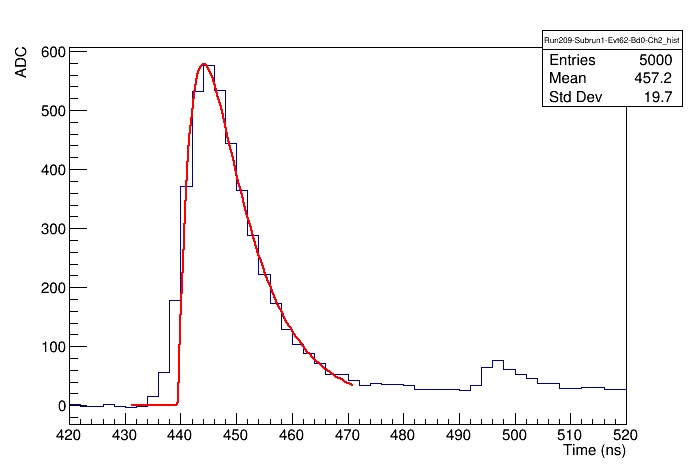 Run209-Subrun1-Evt62-Bd0-Ch2_hist
Entries 5000
Mean 457.2
Std Dev 19.7
ADC
600
500
400
300
200
100
0
420 430 440 450 460 470 480 490 500 510 520
Time (ns)